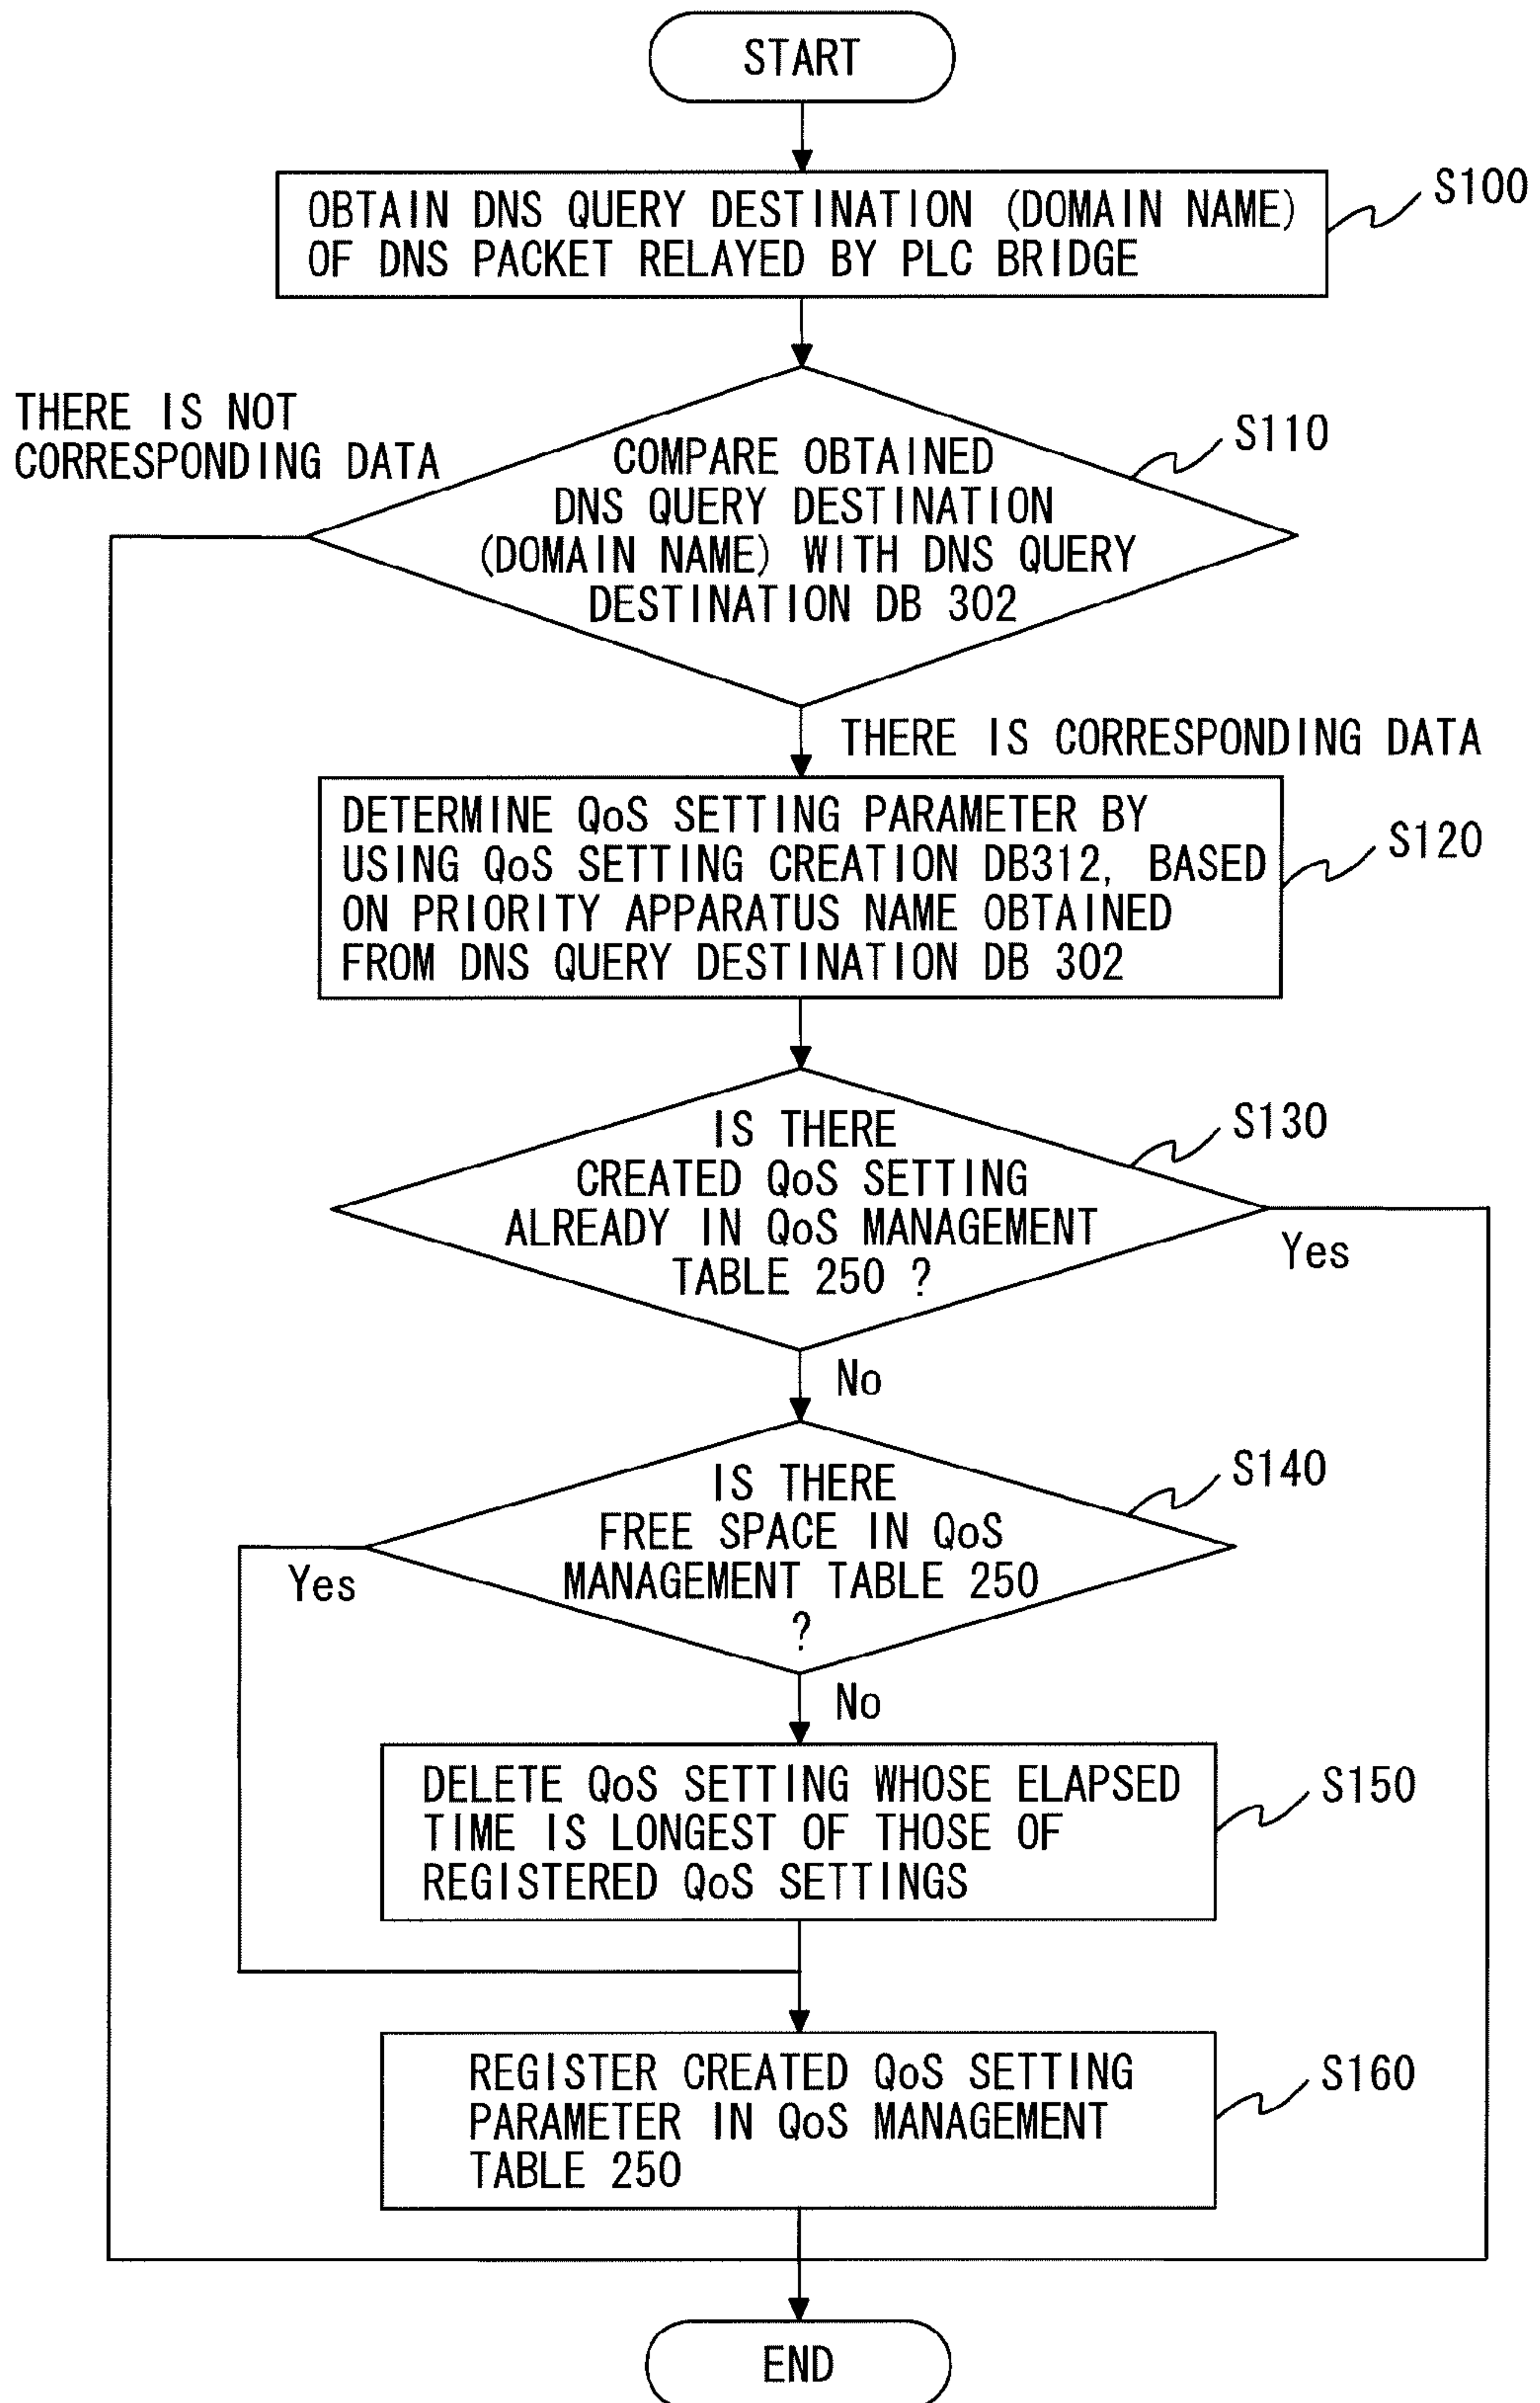 START
OBTAIN DNS QUERY DESTINATION (DOMAIN NAME)
OF DNS PACKET RELAYED BY PLC BRIDGE
S100
THERE IS NOT
CORRESPONDING DATA
COMPARE OBTAINED
DNS QUERY DESTINATION
(DOMAIN NAME) WITH DNS QUERY
DESTINATION DB 302
S110
THERE IS CORRESPONDING DATA
DETERMINE QoS SETTING PARAMETER BY
USING QoS SETTING CREATION DB312, BASED
ON PRIORITY APPARATUS NAME OBTAINED
FROM DNS QUERY DESTINATION DB 302
S120
IS THERE
CREATED QoS SETTING
ALREADY IN QoS MANAGEMENT
TABLE 250 ?
S130
Yes
No
IS THERE
FREE SPACE IN QoS
MANAGEMENT TABLE 250
?
S140
Yes
No
DELETE QoS SETTING WHOSE ELAPSED
TIME IS LONGEST OF THOSE OF
REGISTERED QoS SETTINGS
S150
REGISTER CREATED QoS SETTING
PARAMETER IN QoS MANAGEMENT
TABLE 250
S160
END